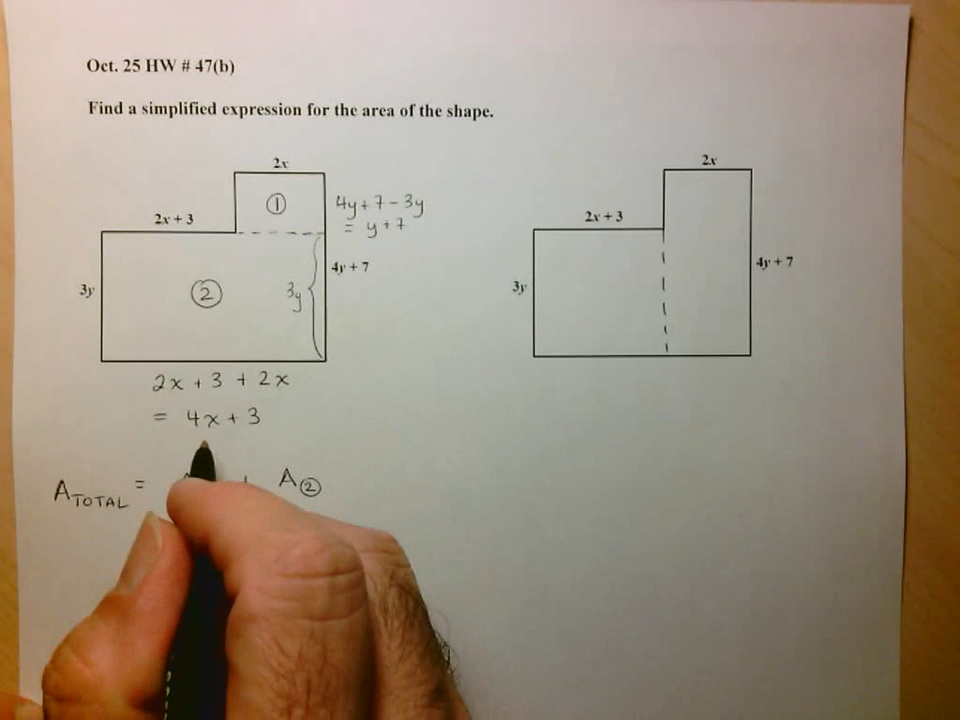 Oct. 25 HW # 47(b)
Find a simplified expression for the area of the shape.
2x
①
4y + 7 - 3y
= y + 7
2x + 3
3y
②
3y
4y + 7
2x + 3 + 2x
= 4x + 3
A TOTAL = + A②
2x
2x + 3
3y
4y + 7